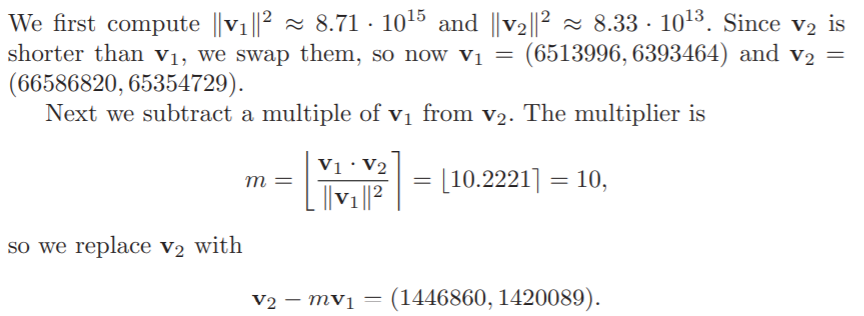 We first compute ‖v₁‖² ≈ 8.71 · 10¹⁵ and ‖v₂‖² ≈ 8.33 · 10¹³. Since v₂ is
shorter than v₁, we swap them, so now v₁ = (6513996, 6393464) and v₂ =
(66586820, 65354729).
Next we subtract a multiple of v₁ from v₂. The multiplier is
m = ⌊v₁ · v₂ / ‖v₁‖²⌉ = ⌊10.2221⌉ = 10,
so we replace v₂ with
v₂ − mv₁ = (1446860, 1420089).